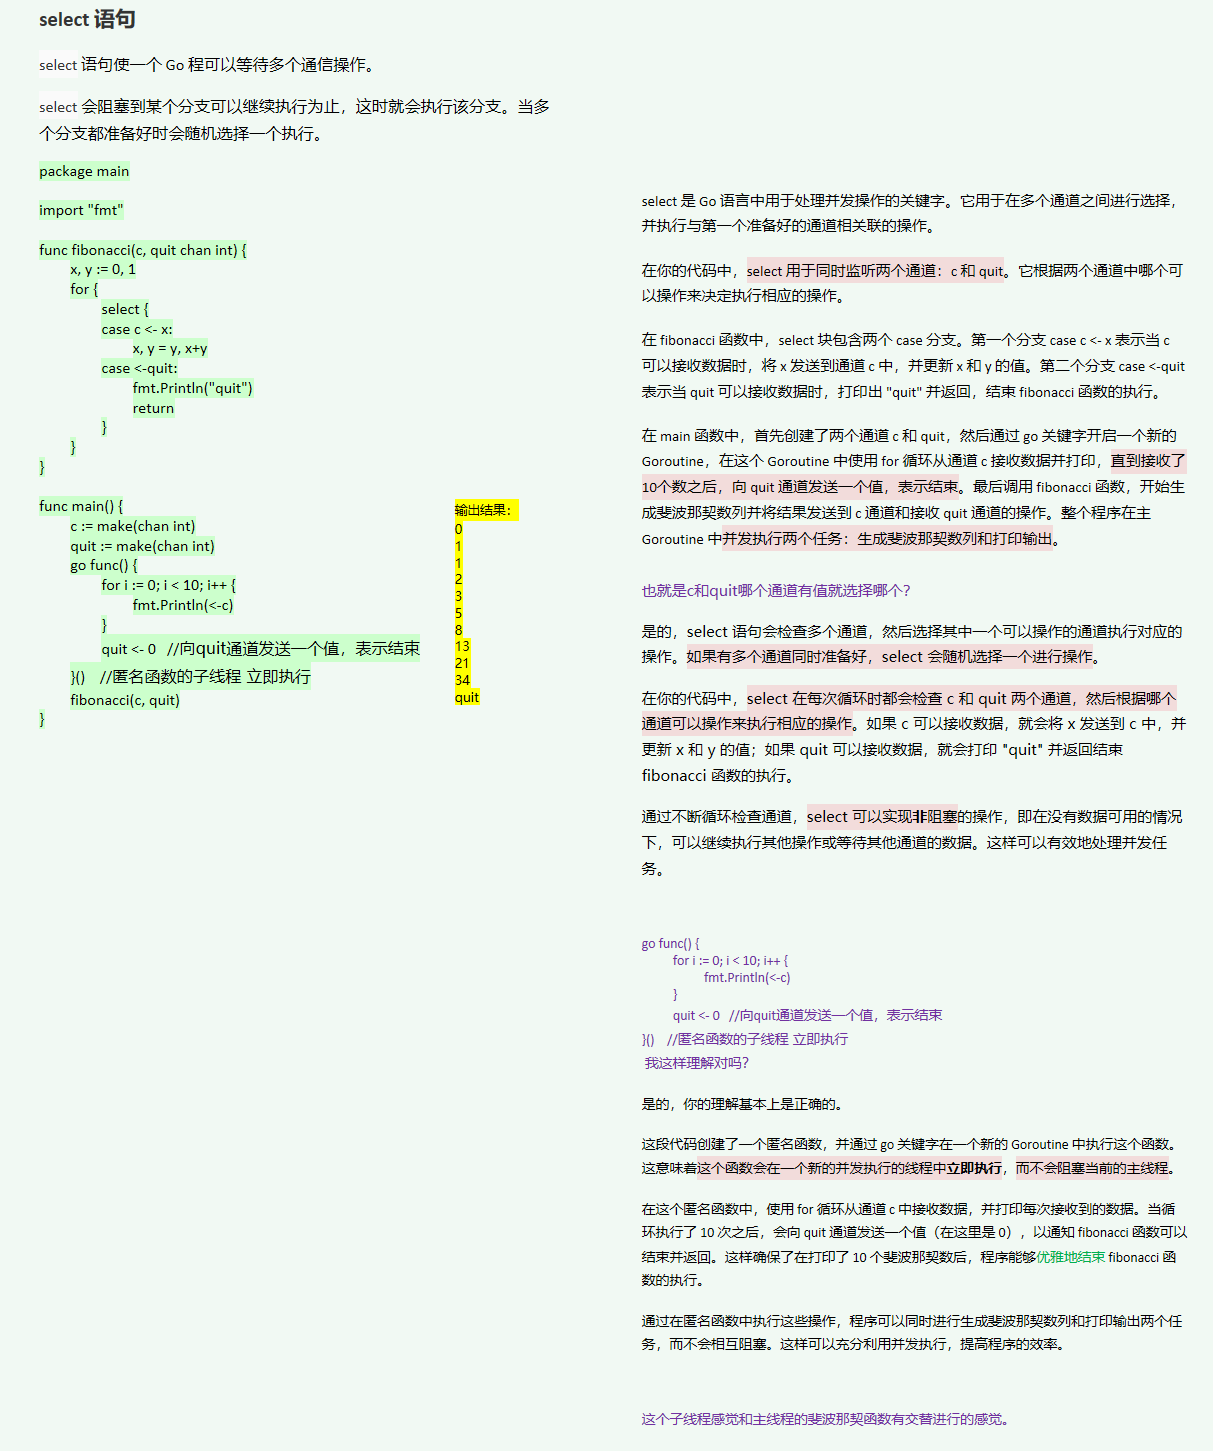 select 语句
select 语句使一个 Go 程可以等待多个通信操作。
select 会阻塞到某个分支可以继续执行为止，这时就会执行该分支。当多
个分支都准备好时会随机选择一个执行。
package main
import "fmt"
func fibonacci(c, quit chan int) {
x, y := 0, 1
for {
select {
case c <- x:
x, y = y, x+y
case <-quit:
fmt.Println("quit")
return
}
}
}
func main() {
c := make(chan int)
quit := make(chan int)
go func() {
for i := 0; i < 10; i++ {
fmt.Println(<-c)
}
quit <- 0 //向quit通道发送一个值，表示结束
}() //匿名函数的子线程 立即执行
fibonacci(c, quit)
}
输出结果：
0
1
1
2
3
5
8
13
21
34
quit
select 是 Go 语言中用于处理并发操作的关键字。它用于在多个通道之间进行选择，
并执行与第一个准备好的通道相关联的操作。
在你的代码中，select 用于同时监听两个通道：c 和 quit。它根据两个通道中哪个可
以操作来决定执行相应的操作。
在 fibonacci 函数中，select 块包含两个 case 分支。第一个分支 case c <- x 表示当 c
可以接收数据时，将 x 发送到通道 c 中，并更新 x 和 y 的值。第二个分支 case <-quit
表示当 quit 可以接收数据时，打印出 "quit" 并返回，结束 fibonacci 函数的执行。
在 main 函数中，首先创建了两个通道 c 和 quit，然后通过 go 关键字开启一个新的
Goroutine，在这个 Goroutine 中使用 for 循环从通道 c 接收数据并打印，直到接收了
10个数之后，向 quit 通道发送一个值，表示结束。最后调用 fibonacci 函数，开始生
成斐波那契数列并将结果发送到 c 通道和接收 quit 通道的操作。整个程序在主
Goroutine 中并发执行两个任务：生成斐波那契数列和打印输出。
也就是c和quit哪个通道有值就选择哪个？
是的，select 语句会检查多个通道，然后选择其中一个可以操作的通道执行对应的
操作。如果有多个通道同时准备好，select 会随机选择一个进行操作。
在你的代码中，select 在每次循环时都会检查 c 和 quit 两个通道，然后根据哪个
通道可以操作来执行相应的操作。如果 c 可以接收数据，就会将 x 发送到 c 中，并
更新 x 和 y 的值；如果 quit 可以接收数据，就会打印 "quit" 并返回结束
fibonacci 函数的执行。
通过不断循环检查通道，select 可以实现非阻塞的操作，即在没有数据可用的情况
下，可以继续执行其他操作或等待其他通道的数据。这样可以有效地处理并发任
务。
go func() {
for i := 0; i < 10; i++ {
fmt.Println(<-c)
}
quit <- 0 //向quit通道发送一个值，表示结束
}() //匿名函数的子线程 立即执行
我这样理解对吗？
是的，你的理解基本上是正确的。
这段代码创建了一个匿名函数，并通过 go 关键字在一个新的 Goroutine 中执行这个函数。
这意味着这个函数会在一个新的并发执行的线程中立即执行，而不会阻塞当前的主线程。
在这个匿名函数中，使用 for 循环从通道 c 中接收数据，并打印每次接收到的数据。当循
环执行了 10 次之后，会向 quit 通道发送一个值（在这里是 0），以通知 fibonacci 函数可以
结束并返回。这样确保了在打印了 10 个斐波那契数后，程序能够优雅地结束 fibonacci 函
数的执行。
通过在匿名函数中执行这些操作，程序可以同时进行生成斐波那契数列和打印输出两个任
务，而不会相互阻塞。这样可以充分利用并发执行，提高程序的效率。
这个子线程感觉和主线程的斐波那契函数有交替进行的感觉。